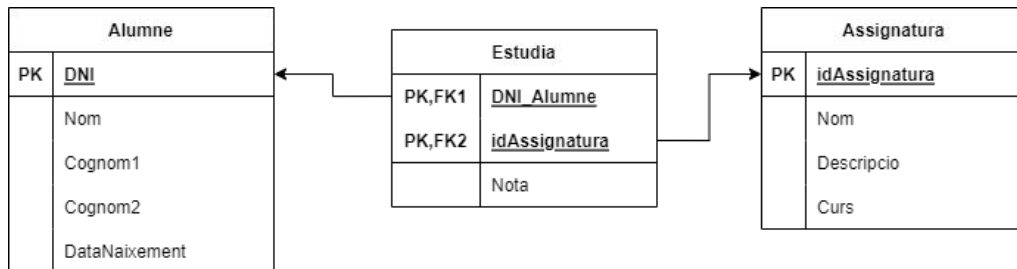 Alumne
PK DNI
Nom
Cognom1
Cognom2
DataNaixement
Estudia
PK,FK1 DNI_Alumne
PK,FK2 idAssignatura
Nota
Assignatura
PK idAssignatura
Nom
Descripcio
Curs